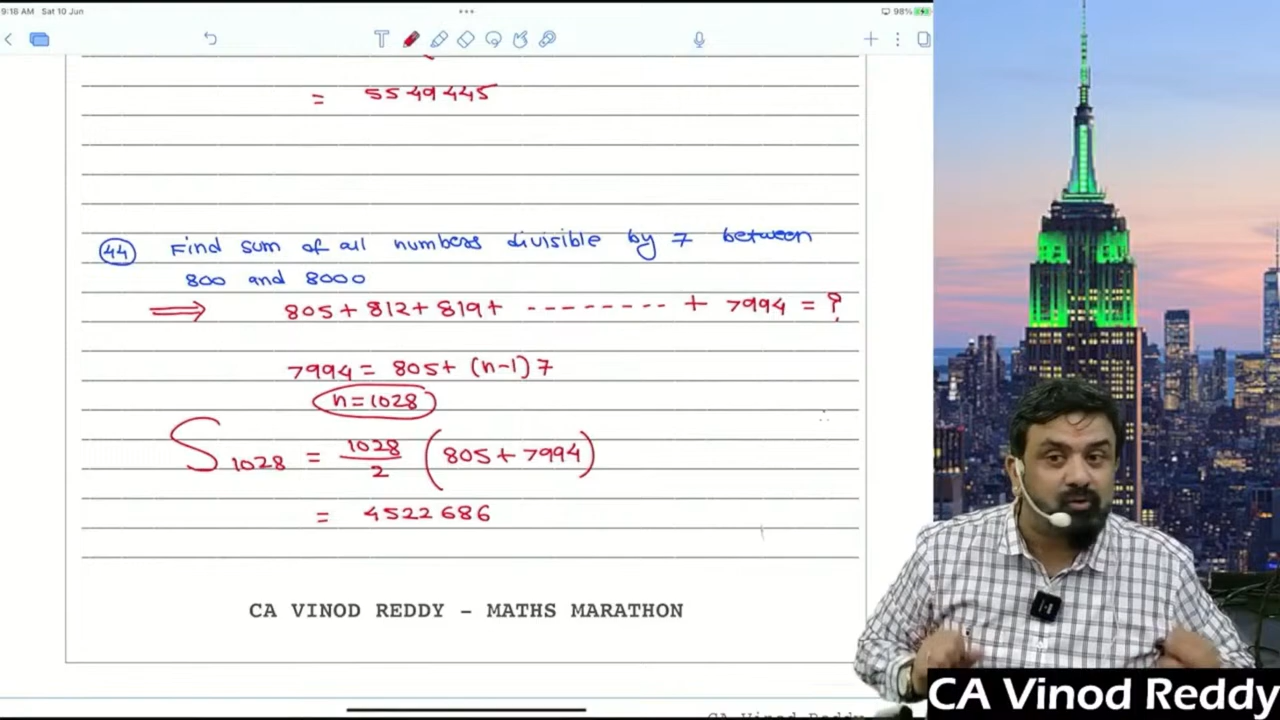 9:18 AM Sat 10 Jun
98%
T
= 5549445
44 Find sum of all numbers divisible by 7 between
800 and 8000
⟹ 805 + 812 + 819 + --------- + 7994 = ?
7994 = 805 + (n-1) 7
n = 1028
S1028 = 1028/2 (805 + 7994)
= 4522686
CA VINOD REDDY - MATHS MARATHON
CA Vinod Reddy